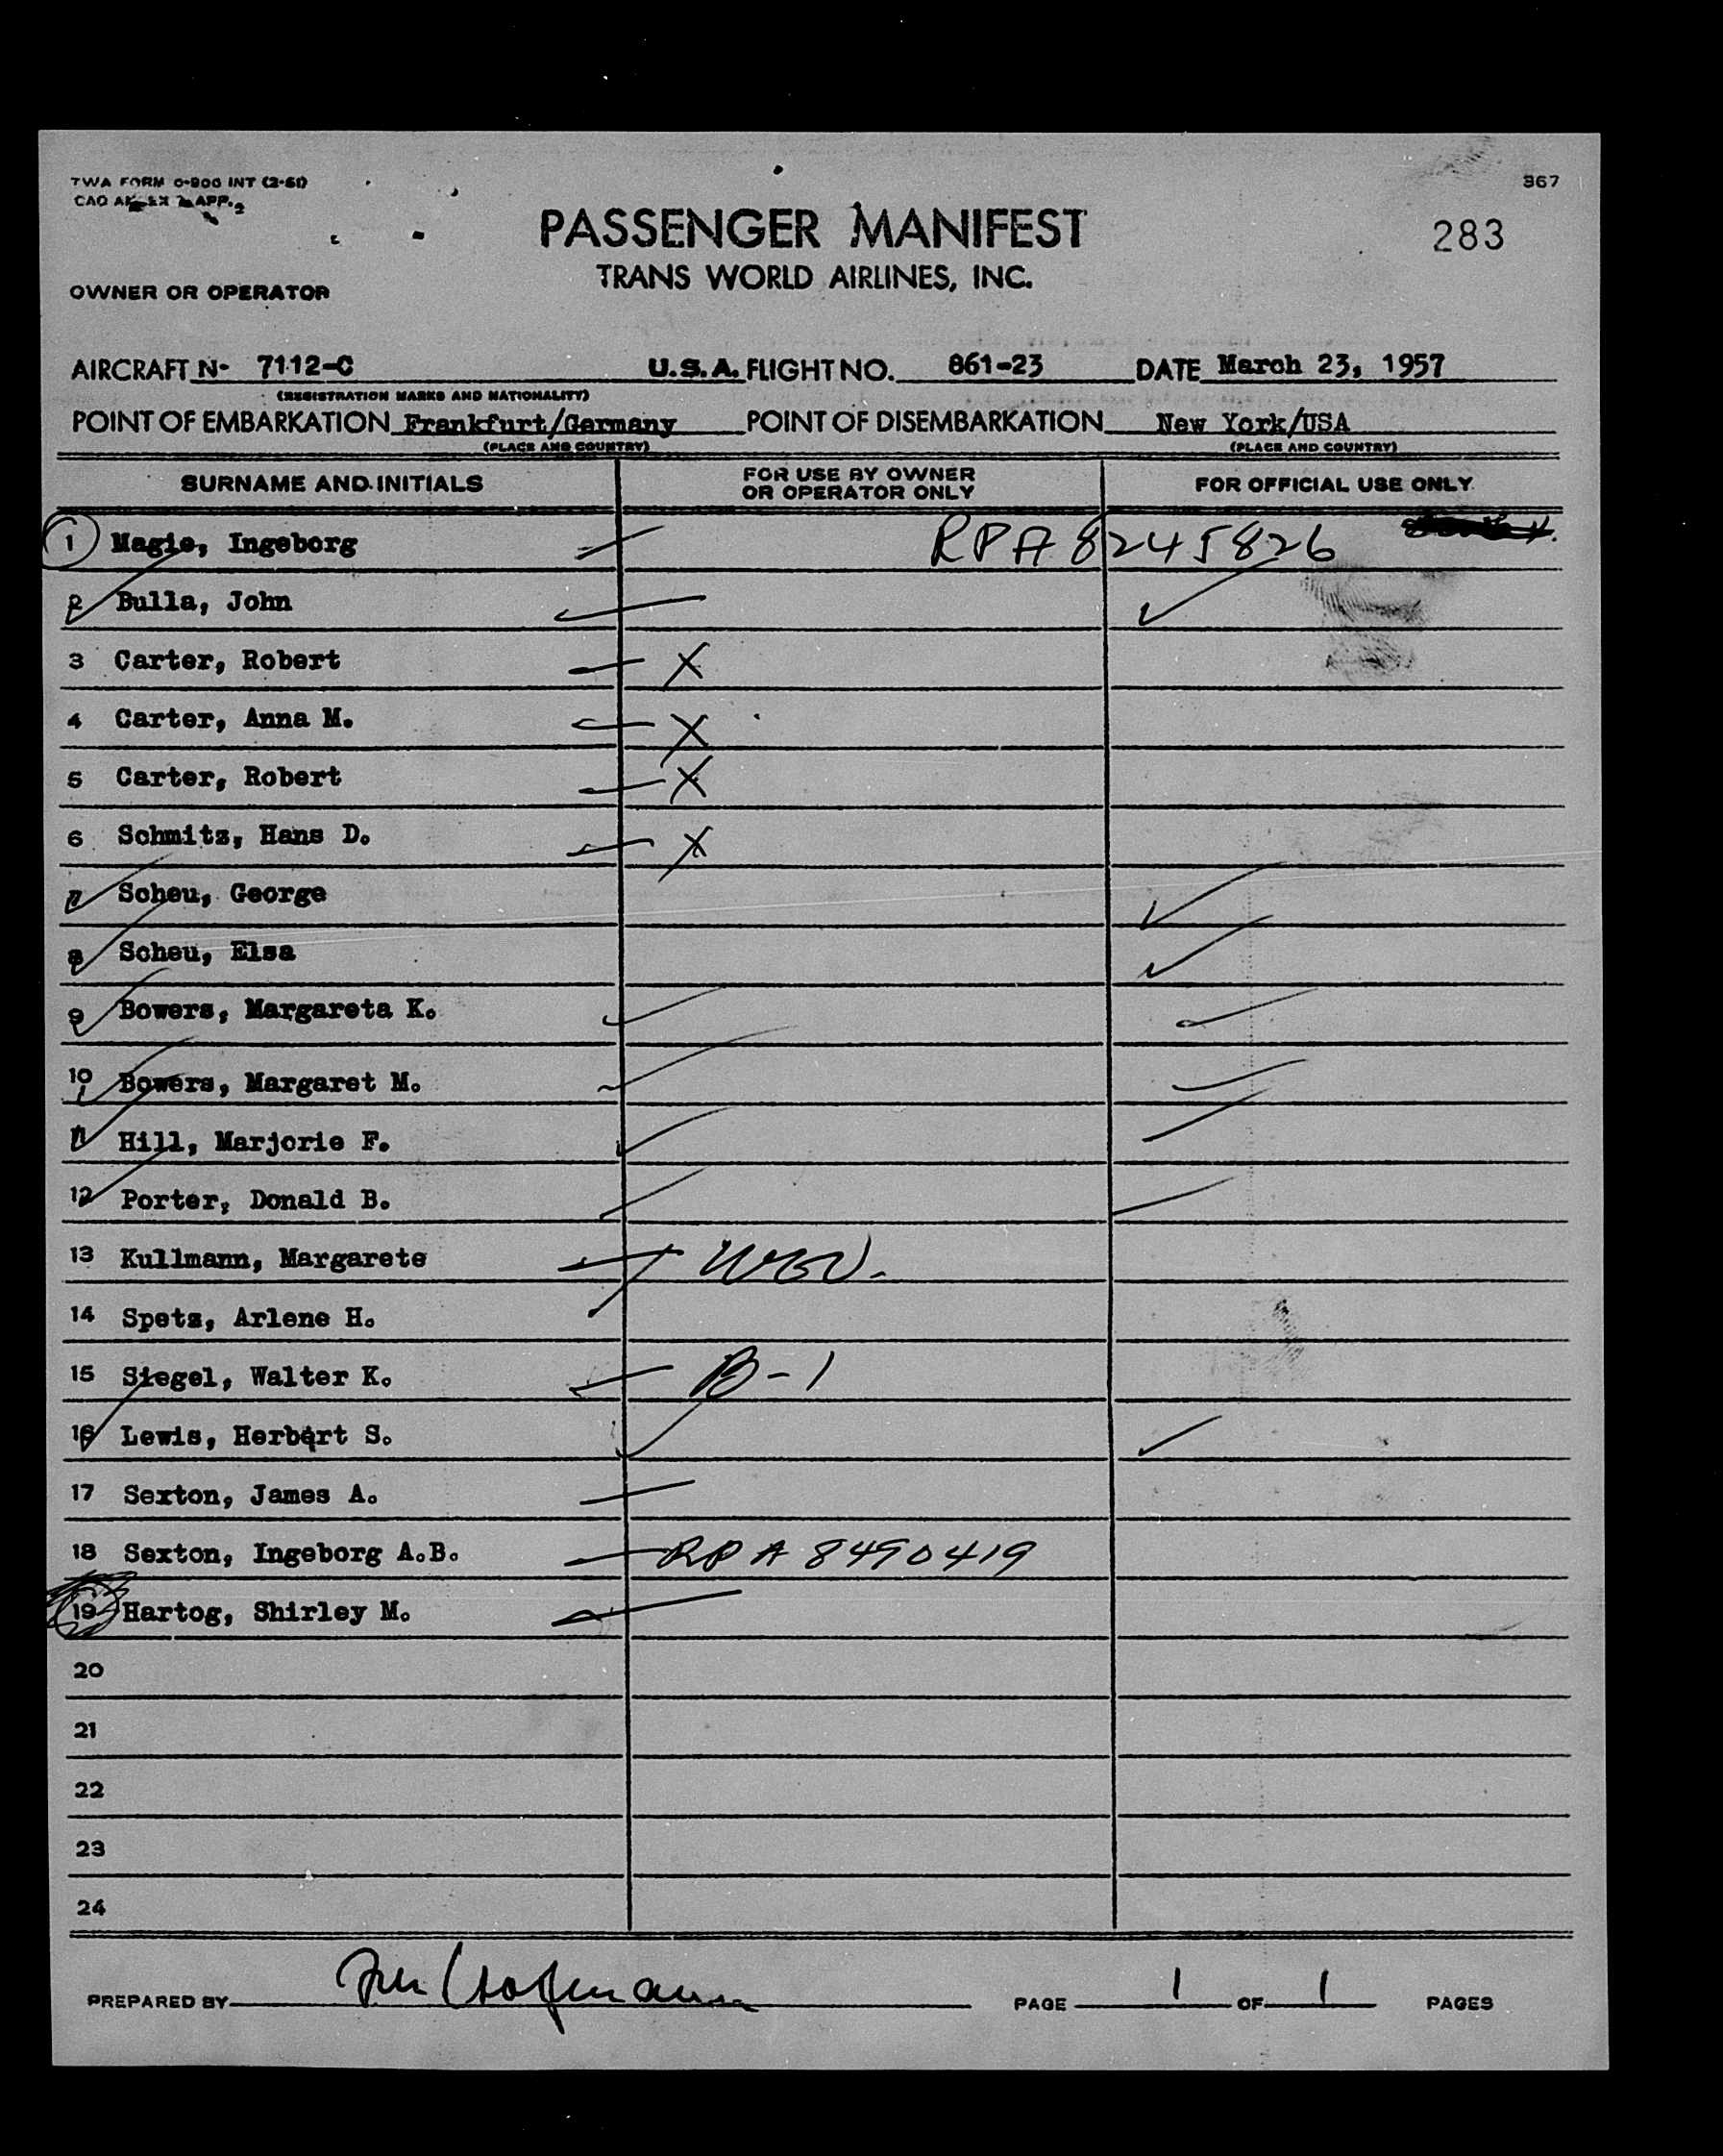 TWA FORM 0-900 INT (2-51)
367
PASSENGER MANIFEST
283
TRANS WORLD AIRLINES, INC.
OWNER OR OPERATOR
AIRCRAFT N- 7112-C U.S.A. FLIGHT NO. 861-23 DATE March 23, 1957
(REGISTRATION MARKS AND NATIONALITY)
POINT OF EMBARKATION Frankfurt/Germany POINT OF DISEMBARKATION New York/USA
(PLACE AND COUNTRY) (PLACE AND COUNTRY)
SURNAME AND INITIALS FOR USE BY OWNER OR OPERATOR ONLY FOR OFFICIAL USE ONLY
1 Magie, Ingeborg RPA 8245826
2 Bulla, John
3 Carter, Robert X
4 Carter, Anna M. X
5 Carter, Robert X
6 Schmitz, Hans D. X
7 Scheu, George
8 Scheu, Elsa
9 Bowers, Margareta K.
10 Bowers, Margaret M.
11 Hill, Marjorie F.
12 Porter, Donald B.
13 Kullmann, Margarete
14 Spetz, Arlene H.
15 Siegel, Walter K. B-1
16 Lewis, Herbert S.
17 Sexton, James A.
18 Sexton, Ingeborg A.B. RPA 8490419
19 Hartog, Shirley M.
20
21
22
23
24
PREPARED BY PAGE 1 OF 1 PAGES